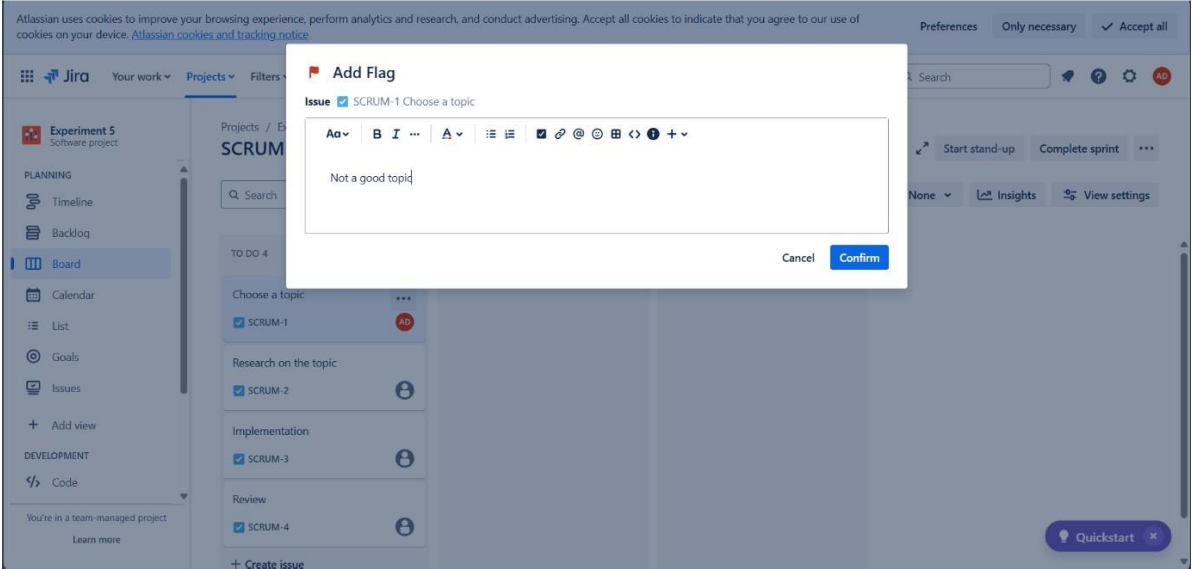 Atlassian uses cookies to improve your browsing experience, perform analytics and research, and conduct advertising. Accept all cookies to indicate that you agree to our use of
cookies on your device. Atlassian cookies and tracking notice
Preferences Only necessary Accept all
Jira Your work Projects Filters
Search
AD
Add Flag
Issue SCRUM-1 Choose a topic
Aa B I ... A @ <> +
Not a good topic
Cancel Confirm
Experiment 5
Software project
PLANNING
Timeline
Backlog
Board
Calendar
List
Goals
Issues
+ Add view
DEVELOPMENT
</> Code
You're in a team-managed project
Learn more
Projects /
SCRUM
Start stand-up Complete sprint ...
Search
None Insights View settings
TO DO 4
Choose a topic
SCRUM-1
AD
Research on the topic
SCRUM-2
Implementation
SCRUM-3
Review
SCRUM-4
+ Create issue
Quickstart ×